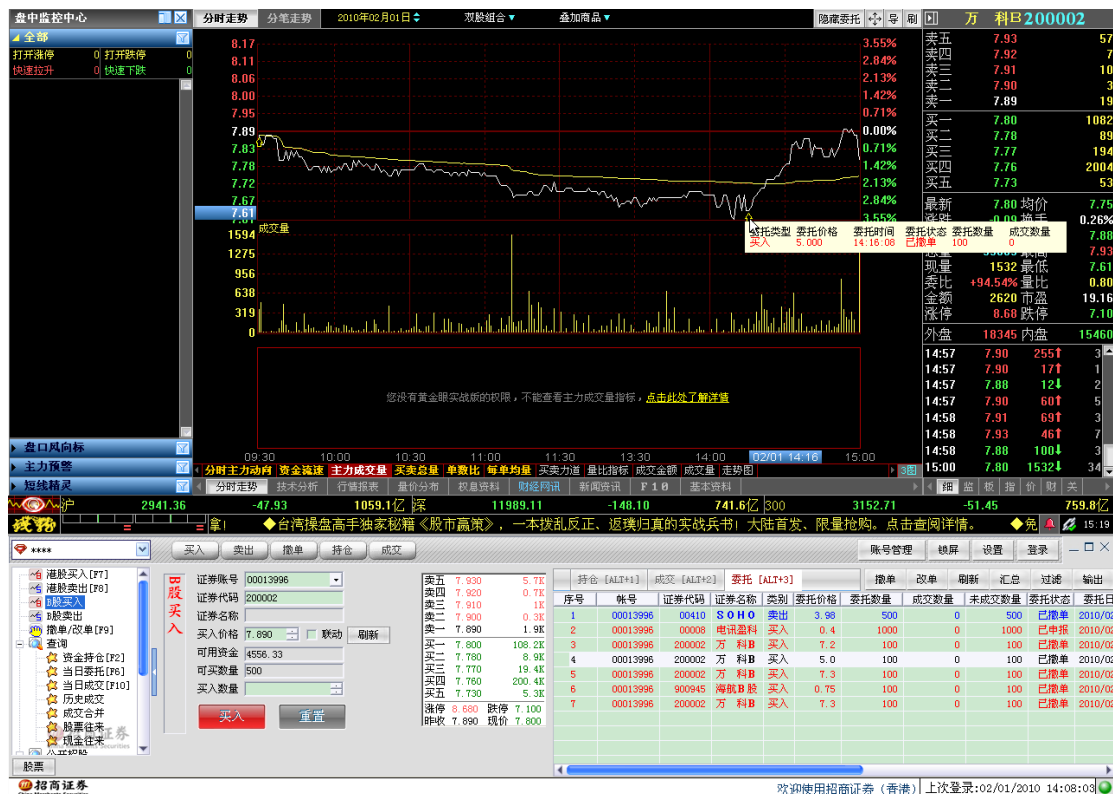 盘中监控中心
全部
打开涨停 0 打开跌停 0
快速拉升 0 快速下跌 0
盘口风向标
主力预警
短线精灵
分时走势 分笔走势 2010年02月01日 双股组合▼ 叠加商品▼ 隐藏委托 导 刷
8.17 3.55%
8.11 2.84%
8.06 2.13%
8.00 1.42%
7.95 0.71%
7.89 0.00%
7.83 0.71%
7.78 1.42%
7.72 2.13%
7.67 2.84%
7.61 3.55%
成交量
1594
1275
956
638
319
0
委托类型 委托价格 委托时间 委托状态 委托数量 成交数量
买入 5.000 14:16:08 已撤单 100 0
您没有黄金眼实战版的权限，不能查看主力成交量指标，点击此处了解详情
09:30 10:00 10:30 11:00 11:30 13:30 14:00 02/01 14:16 15:00
分时主力动向 资金流速 主力成交量 买卖总量 单数比 每单均量 买卖力道 量比指标 成交金额 成交量 走势图 3图
分时走势 技术分析 行情报表 量价分布 权息资料 财经网讯 新闻资讯 F10 基本资料
万 科B 200002
卖五 7.93 57
卖四 7.92 7
卖三 7.91 10
卖二 7.90 3
卖一 7.89 19
买一 7.80 1082
买二 7.78 89
买三 7.77 194
买四 7.76 2004
买五 7.73 53
最新 7.80 均价 7.75
涨跌 -0.09 换手 0.26%
7.88
7.93
现量 1532 最低 7.61
委比 +94.54% 量比 0.80
金额 2620 市盈 19.16
涨停 8.68 跌停 7.10
外盘 18345 内盘 15460
14:57 7.90 255⬆ 3
14:57 7.90 17⬆ 1
14:57 7.88 12⬇ 2
14:57 7.90 60⬆ 5
14:58 7.91 69⬆ 3
14:58 7.93 46⬆ 7
14:58 7.88 100⬇ 3
15:00 7.80 1532⬇ 34
细 监 板 指 价 财 关
沪 2941.36 -47.93 1059.1亿 深 11989.11 -148.10 741.6亿 300 3152.71 -51.45 759.8亿
拿! ◆台湾操盘高手独家秘籍《股市赢策》，一本拨乱反正、返璞归真的实战兵书! 大陆首发、限量抢购。点击查阅详情。 ◆免 15:19
**** 买入 卖出 撤单 持仓 成交 账号管理 锁屏 设置 登录
港股买入[F7]
港股卖出[F8]
B股买入
B股卖出
撤单/改单[F9]
查询
资金持仓[F2]
当日委托[F6]
当日成交[F10]
历史成交
成交合并
股票往来
现金往来
股票
B股买入
证券账号 00013996
证券代码 200002
证券名称
买入价格 7.890 联动 刷新
可用资金 4556.33
可买数量 500
买入数量
买入 重置
卖五 7.930 5.7K
卖四 7.920 0.7K
卖三 7.910 1K
卖二 7.900 0.3K
卖一 7.890 1.9K
买一 7.800 108.2K
买二 7.780 8.9K
买三 7.770 19.4K
买四 7.760 200.4K
买五 7.730 5.3K
涨停 8.680 跌停 7.100
昨收 7.890 现价 7.800
持仓 [ALT+1] 成交 [ALT+2] 委托 [ALT+3] 撤单 改单 刷新 汇总 过滤 输出
序号 帐号 证券代码 证券名称 类别 委托价格 委托数量 成交数量 未成交数量 委托状态 委托日
1 00013996 00410 SOHO 卖出 3.98 500 0 500 已撤单 2010/02
2 00013996 00008 电讯盈科 买入 0.4 1000 0 1000 已申报 2010/02
3 00013996 200002 万 科B 买入 7.2 100 0 100 已撤单 2010/02
4 00013996 200002 万 科B 买入 5.0 100 0 100 已撤单 2010/02
5 00013996 200002 万 科B 买入 7.3 100 0 100 已撤单 2010/02
6 00013996 900945 海航B股 买入 0.75 100 0 100 已撤单 2010/02
7 00013996 200002 万 科B 买入 7.3 100 0 100 已撤单 2010/02
招商证券 欢迎使用招商证券（香港） 上次登录:02/01/2010 14:08:03